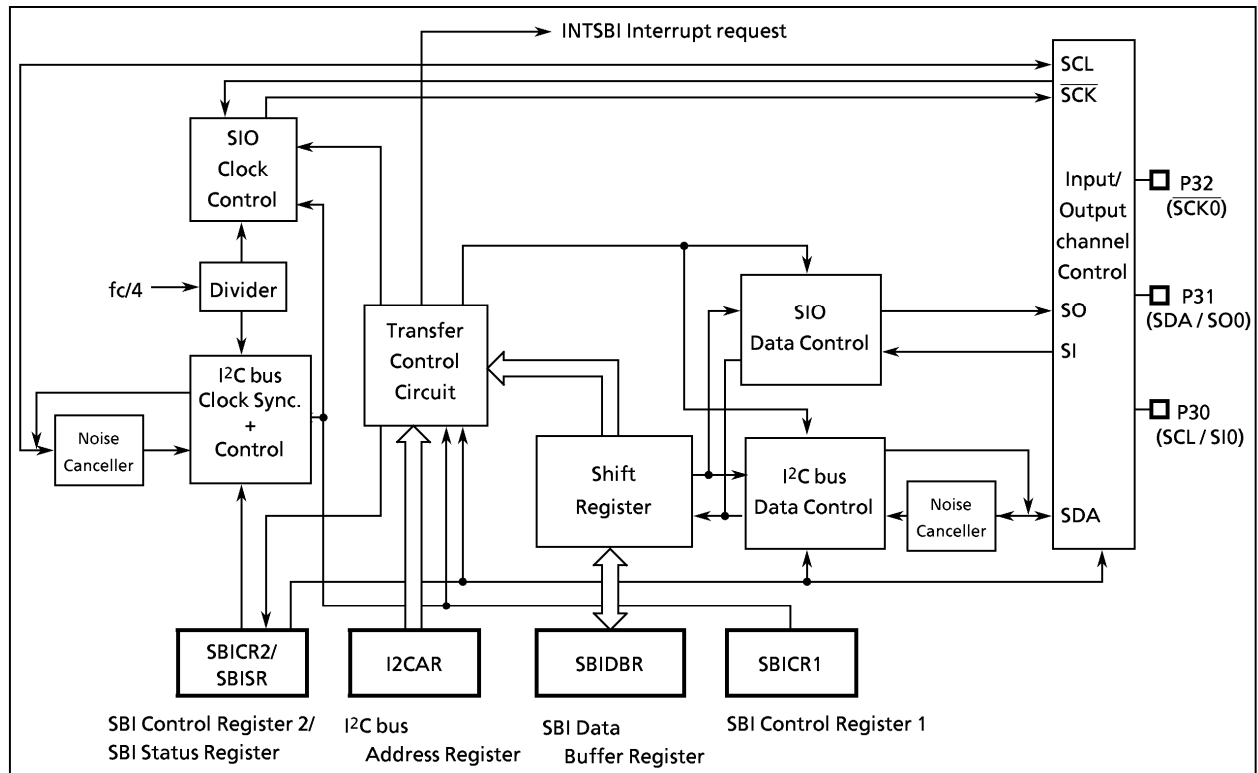 INTSBI Interrupt request
SCL
SCK
SIO
Clock
Control
Input/
Output
channel
Control
P32
(SCK0)
fc/4
Divider
SIO
Data Control
SO
SI
P31
(SDA / SO0)
Transfer
Control
Circuit
I²C bus
Clock Sync.
+
Control
Noise
Canceller
P30
(SCL / SI0)
Shift
Register
I²C bus
Data Control
Noise
Canceller
SDA
SBICR2/
SBISR
I2CAR
SBIDBR
SBICR1
SBI Control Register 2/
SBI Status Register
I²C bus
Address Register
SBI Data
Buffer Register
SBI Control Register 1